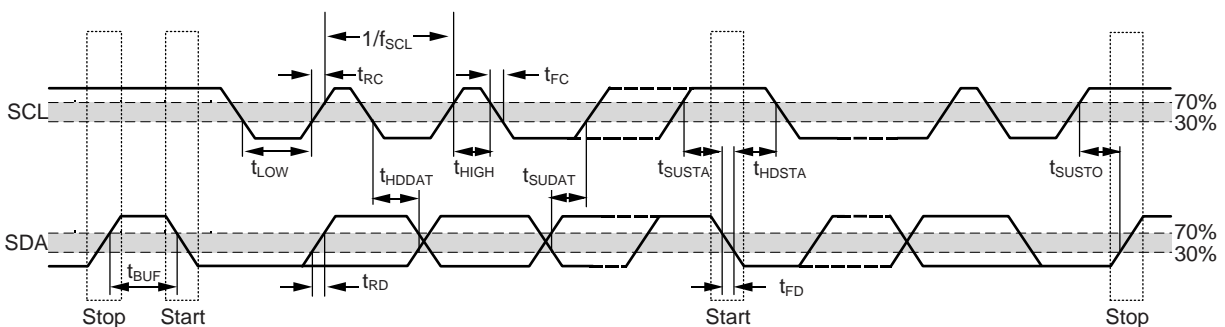 1/fSCL
tRC
tFC
SCL
70%
30%
tLOW
tHDDAT
tHIGH
tSUDAT
tSUSTA
tHDSTA
tSUSTO
SDA
70%
30%
tBUF
tRD
tFD
Stop
Start
Start
Stop